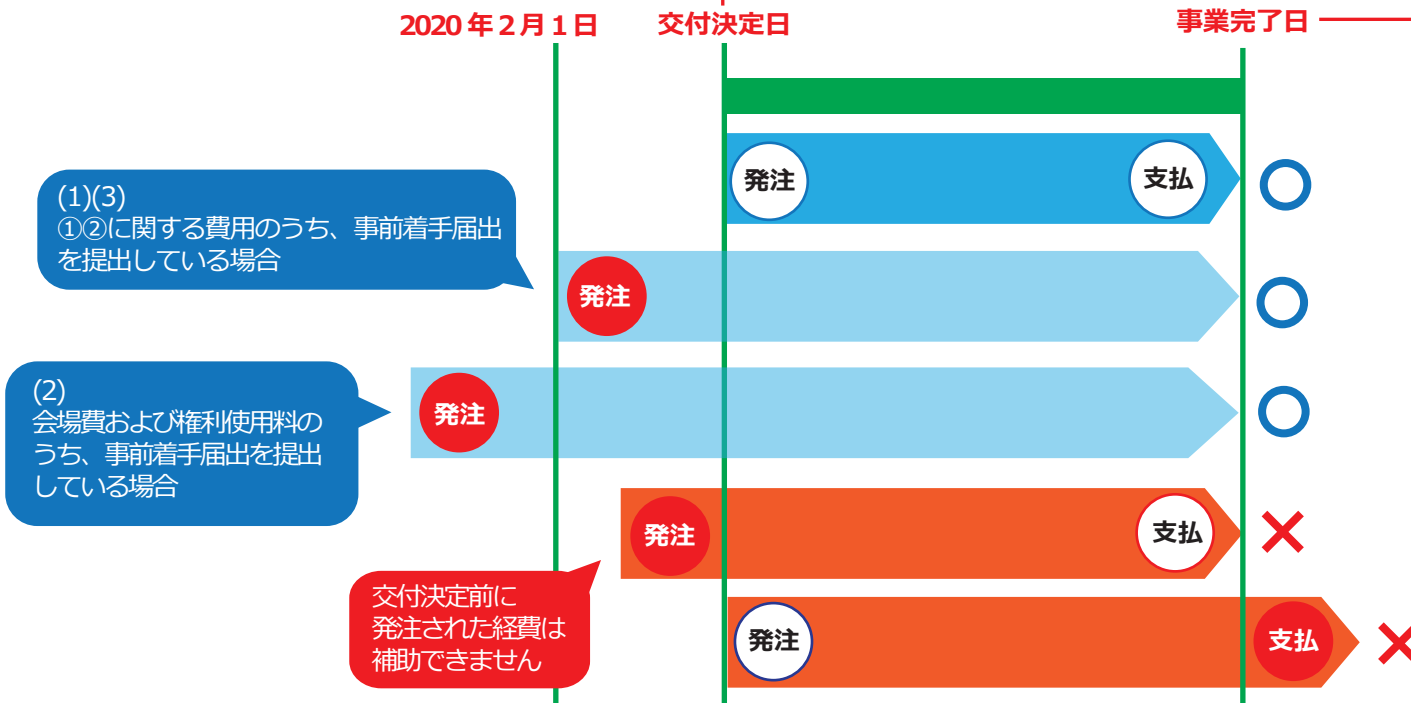 2020年2月1日
交付決定日
事業完了日
発注
支払
(1)(3)
①②に関する費用のうち、事前着手届出
を提出している場合
発注
(2)
会場費および権利使用料の
うち、事前着手届出を提出
している場合
発注
発注
支払
交付決定前に
発注された経費は
補助できません
発注
支払